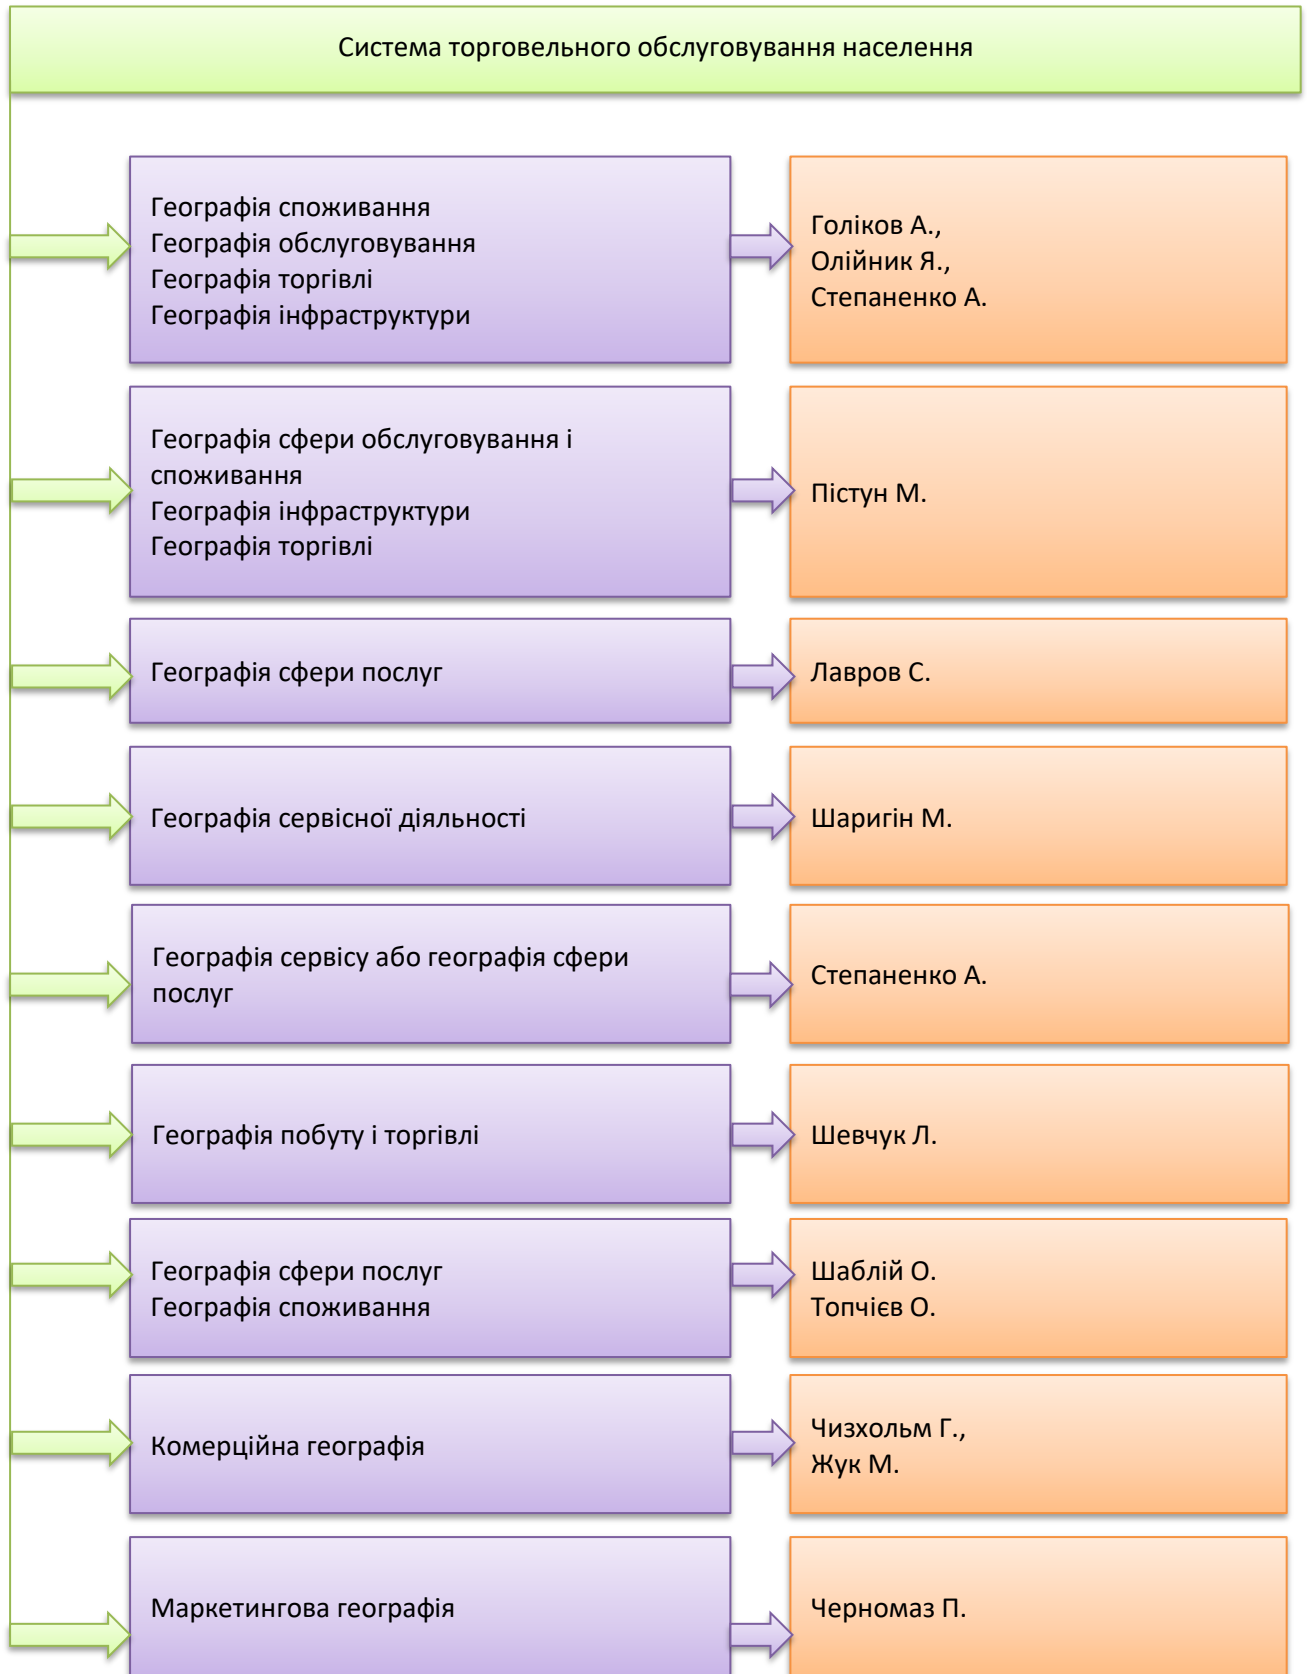 Система торговельного обслуговування населення
Географія споживання
Географія обслуговування
Географія торгівлі
Географія інфраструктури
Голіков А.,
Олійник Я.,
Степаненко А.
Географія сфери обслуговування і
споживання
Географія інфраструктури
Географія торгівлі
Пістун М.
Географія сфери послуг
Лавров С.
Географія сервісної діяльності
Шаригін М.
Географія сервісу або географія сфери
послуг
Степаненко А.
Географія побуту і торгівлі
Шевчук Л.
Географія сфери послуг
Географія споживання
Шаблій О.
Топчієв О.
Комерційна географія
Чизхольм Г.,
Жук М.
Маркетингова географія
Черномаз П.